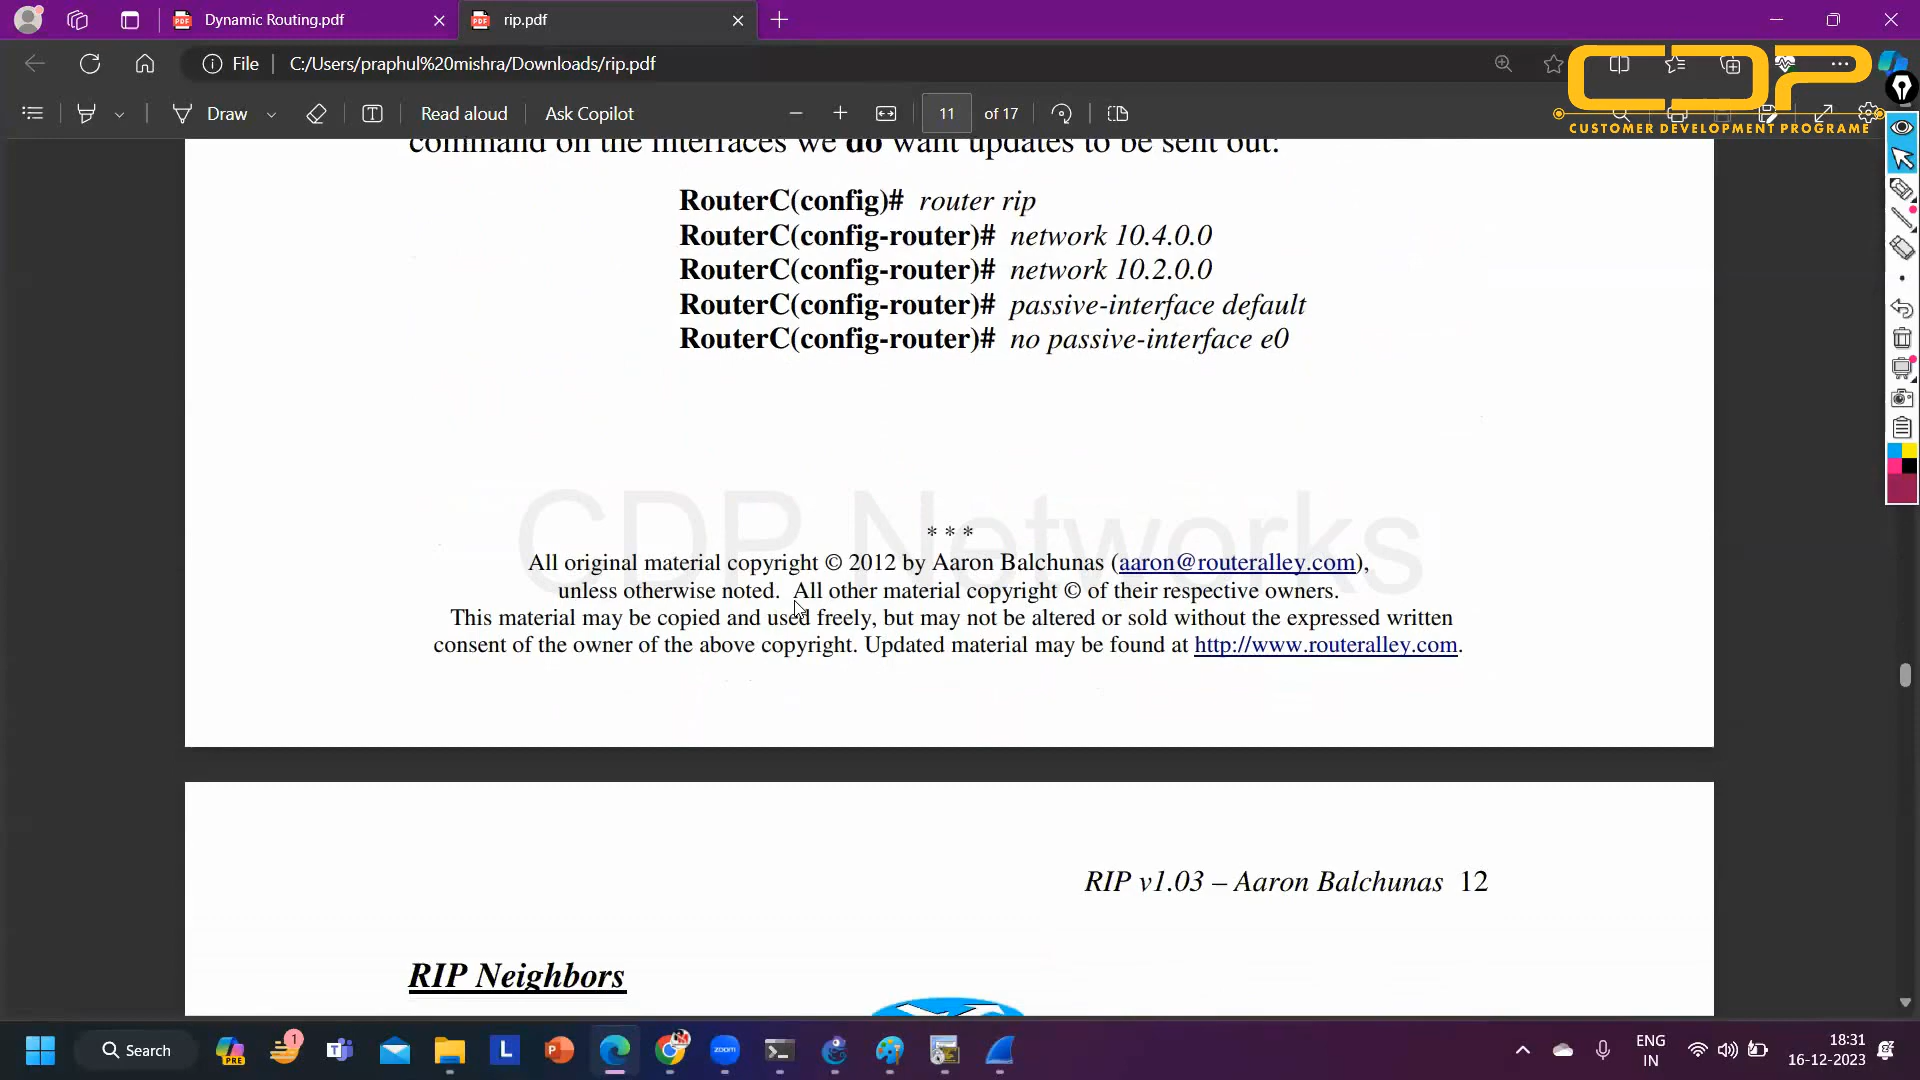 Dynamic Routing.pdf
rip.pdf
File
C:/Users/praphul%20mishra/Downloads/rip.pdf
CDP
CUSTOMER DEVELOPMENT PROGRAME
Draw
Read aloud
Ask Copilot
11 of 17
command on the interfaces we do want updates to be sent out:
RouterC(config)# router rip
RouterC(config-router)# network 10.4.0.0
RouterC(config-router)# network 10.2.0.0
RouterC(config-router)# passive-interface default
RouterC(config-router)# no passive-interface e0
CDP Networks
* * *
All original material copyright © 2012 by Aaron Balchunas (aaron@routeralley.com),
unless otherwise noted. All other material copyright © of their respective owners.
This material may be copied and used freely, but may not be altered or sold without the expressed written
consent of the owner of the above copyright. Updated material may be found at http://www.routeralley.com.
RIP v1.03 – Aaron Balchunas 12
RIP Neighbors
Search
PRE
1
zoom
ENG
IN
18:31
16-12-2023